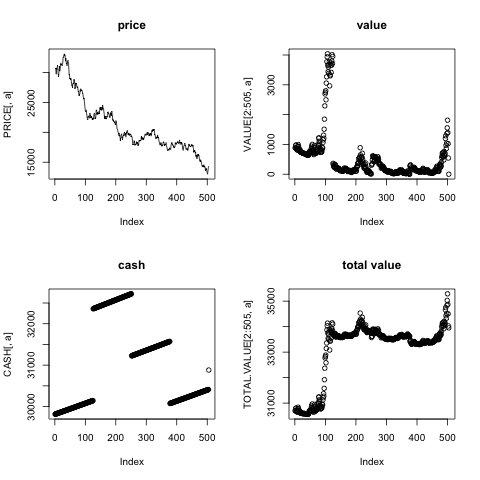 price
PRICE[, a]
15000 25000
0 100 200 300 400 500
Index
value
VALUE[2:505, a]
0 1000 3000
0 100 200 300 400 500
Index
cash
CASH[, a]
30000 31000 32000
0 100 200 300 400 500
Index
total value
TOTAL.VALUE[2:505, a]
31000 33000 35000
0 100 200 300 400 500
Index